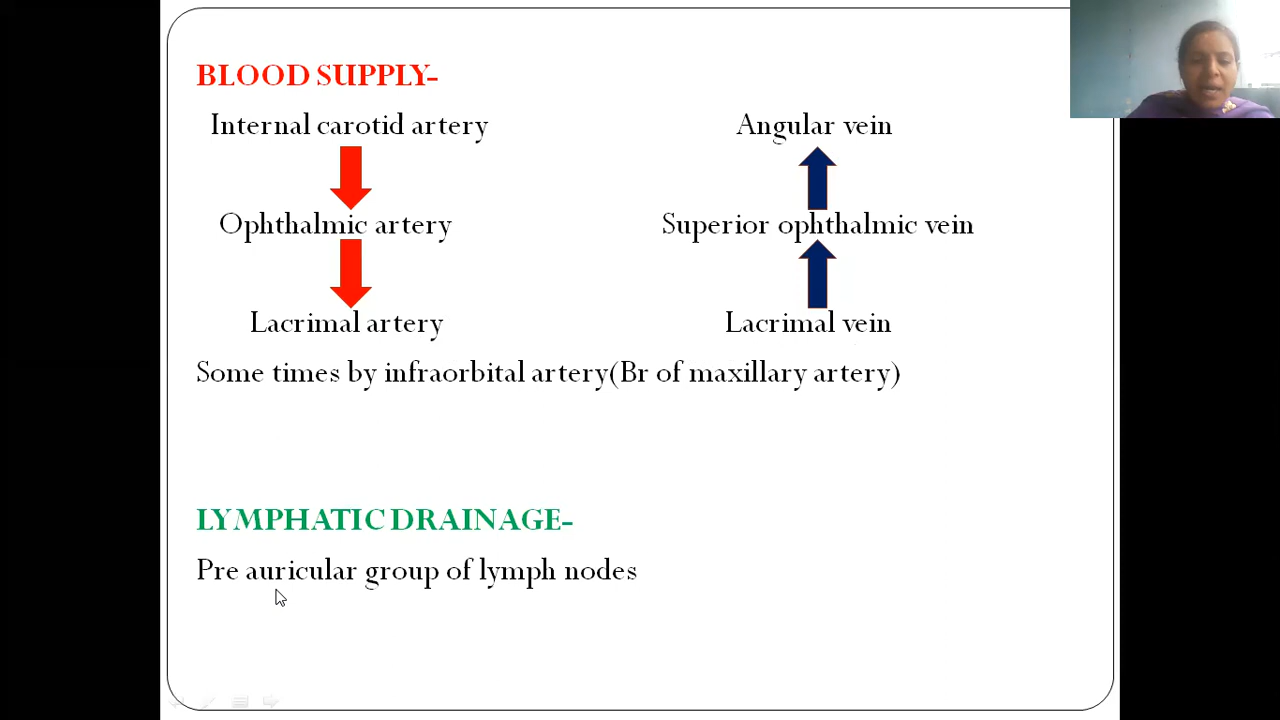 BLOOD SUPPLY-
Internal carotid artery
Angular vein
Ophthalmic artery
Superior ophthalmic vein
Lacrimal artery
Lacrimal vein
Some times by infraorbital artery(Br of maxillary artery)
LYMPHATIC DRAINAGE-
Pre auricular group of lymph nodes